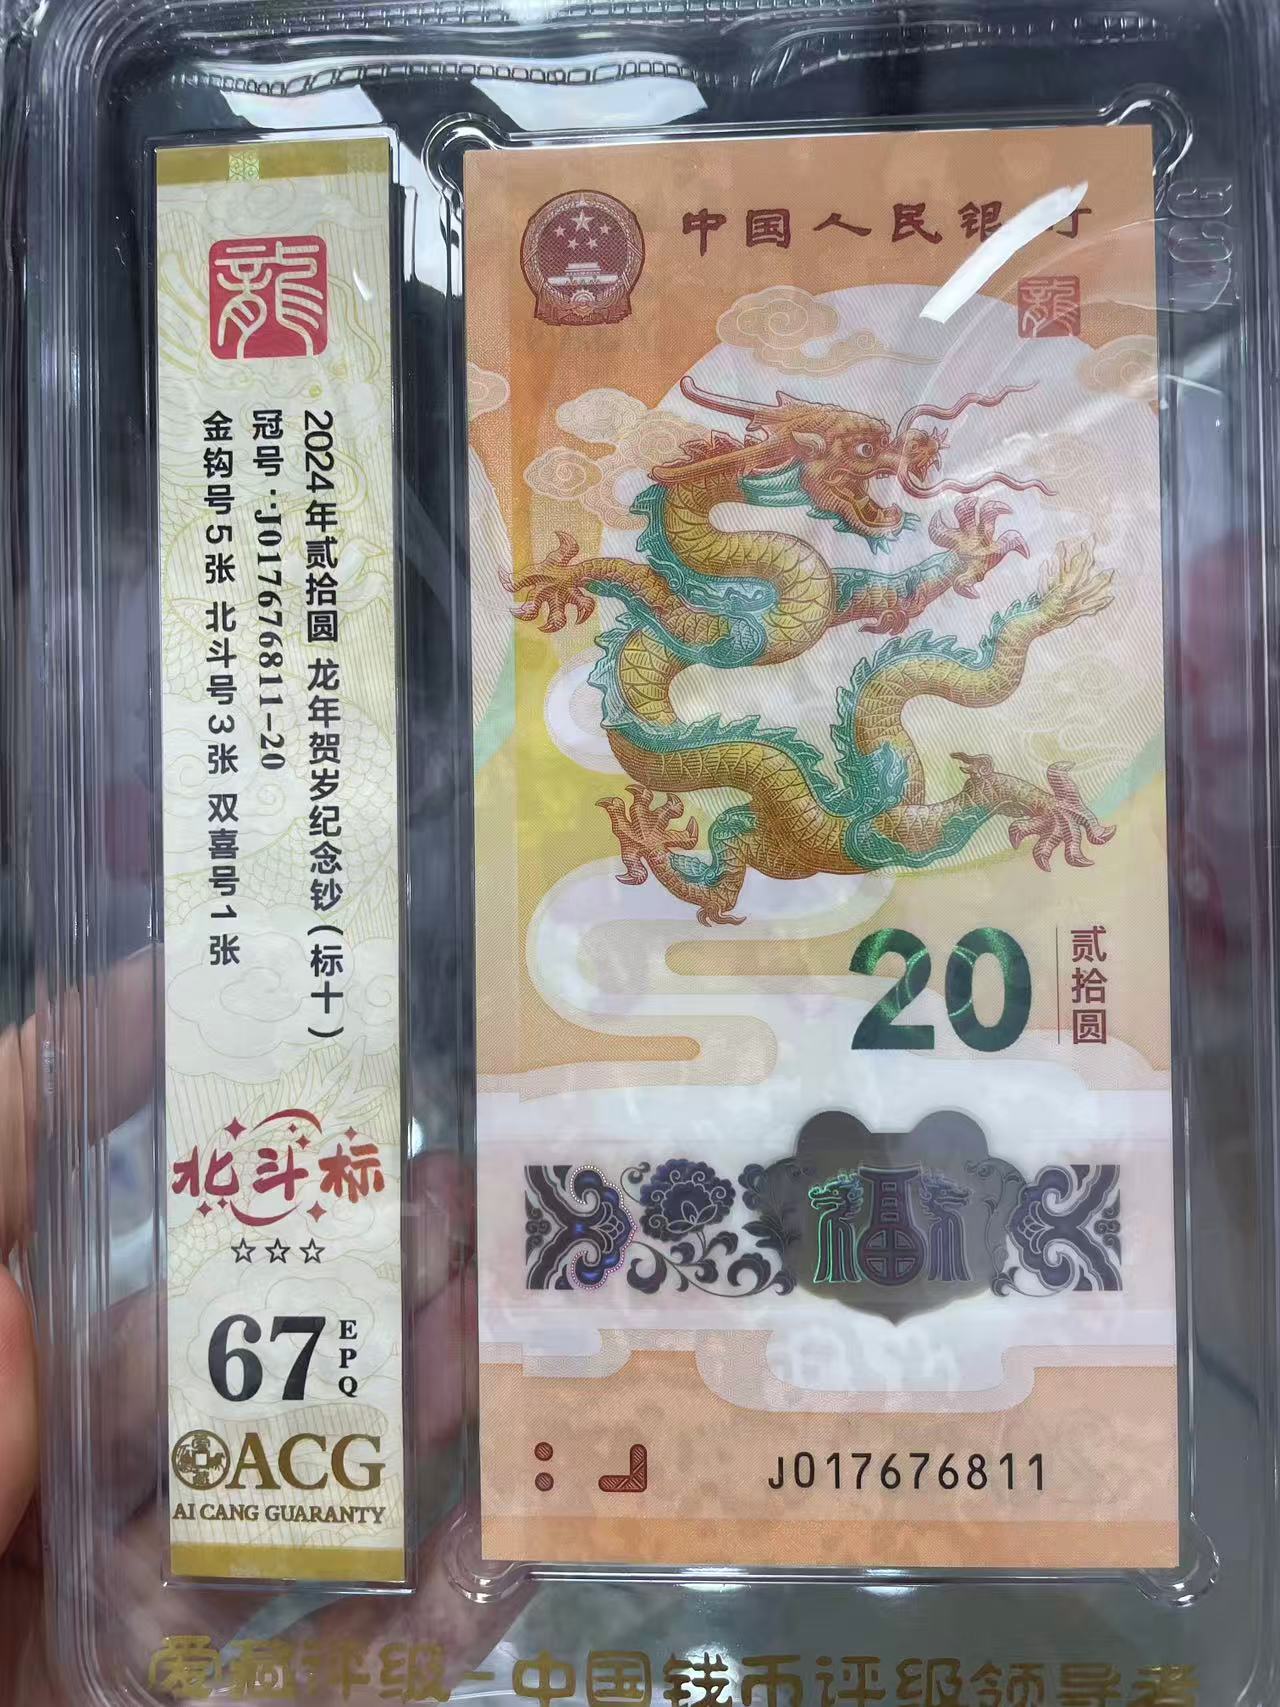 龍
2024年贰拾圆 龙年贺岁纪念钞(标十)
冠号:J017676811-20
金钩号5张 北斗号3张 双喜号1张
北斗标
☆☆☆
67
EPQ
ACG
AI CANG GUARANTY
中国人民银行
龍
20
贰拾圆
福
J017676811
爱藏评级-中国钱币评级领导者